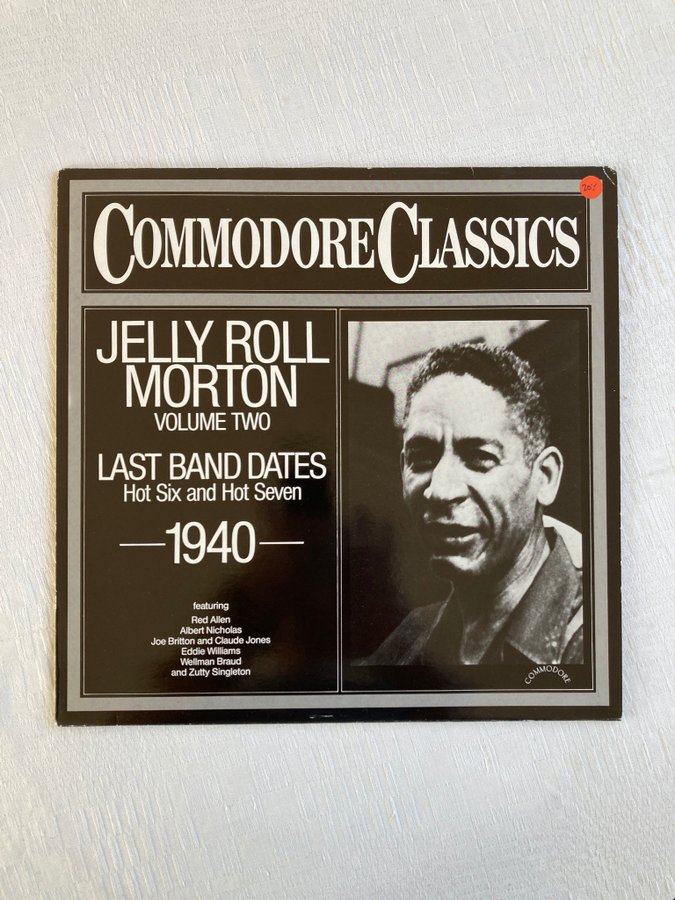 20%
COMMODORE CLASSICS
JELLY ROLL
MORTON
VOLUME TWO
LAST BAND DATES
Hot Six and Hot Seven
—1940—
featuring
Red Allen
Albert Nicholas
Joe Britton and Claude Jones
Eddie Williams
Wellman Braud
and Zutty Singleton
COMMODORE